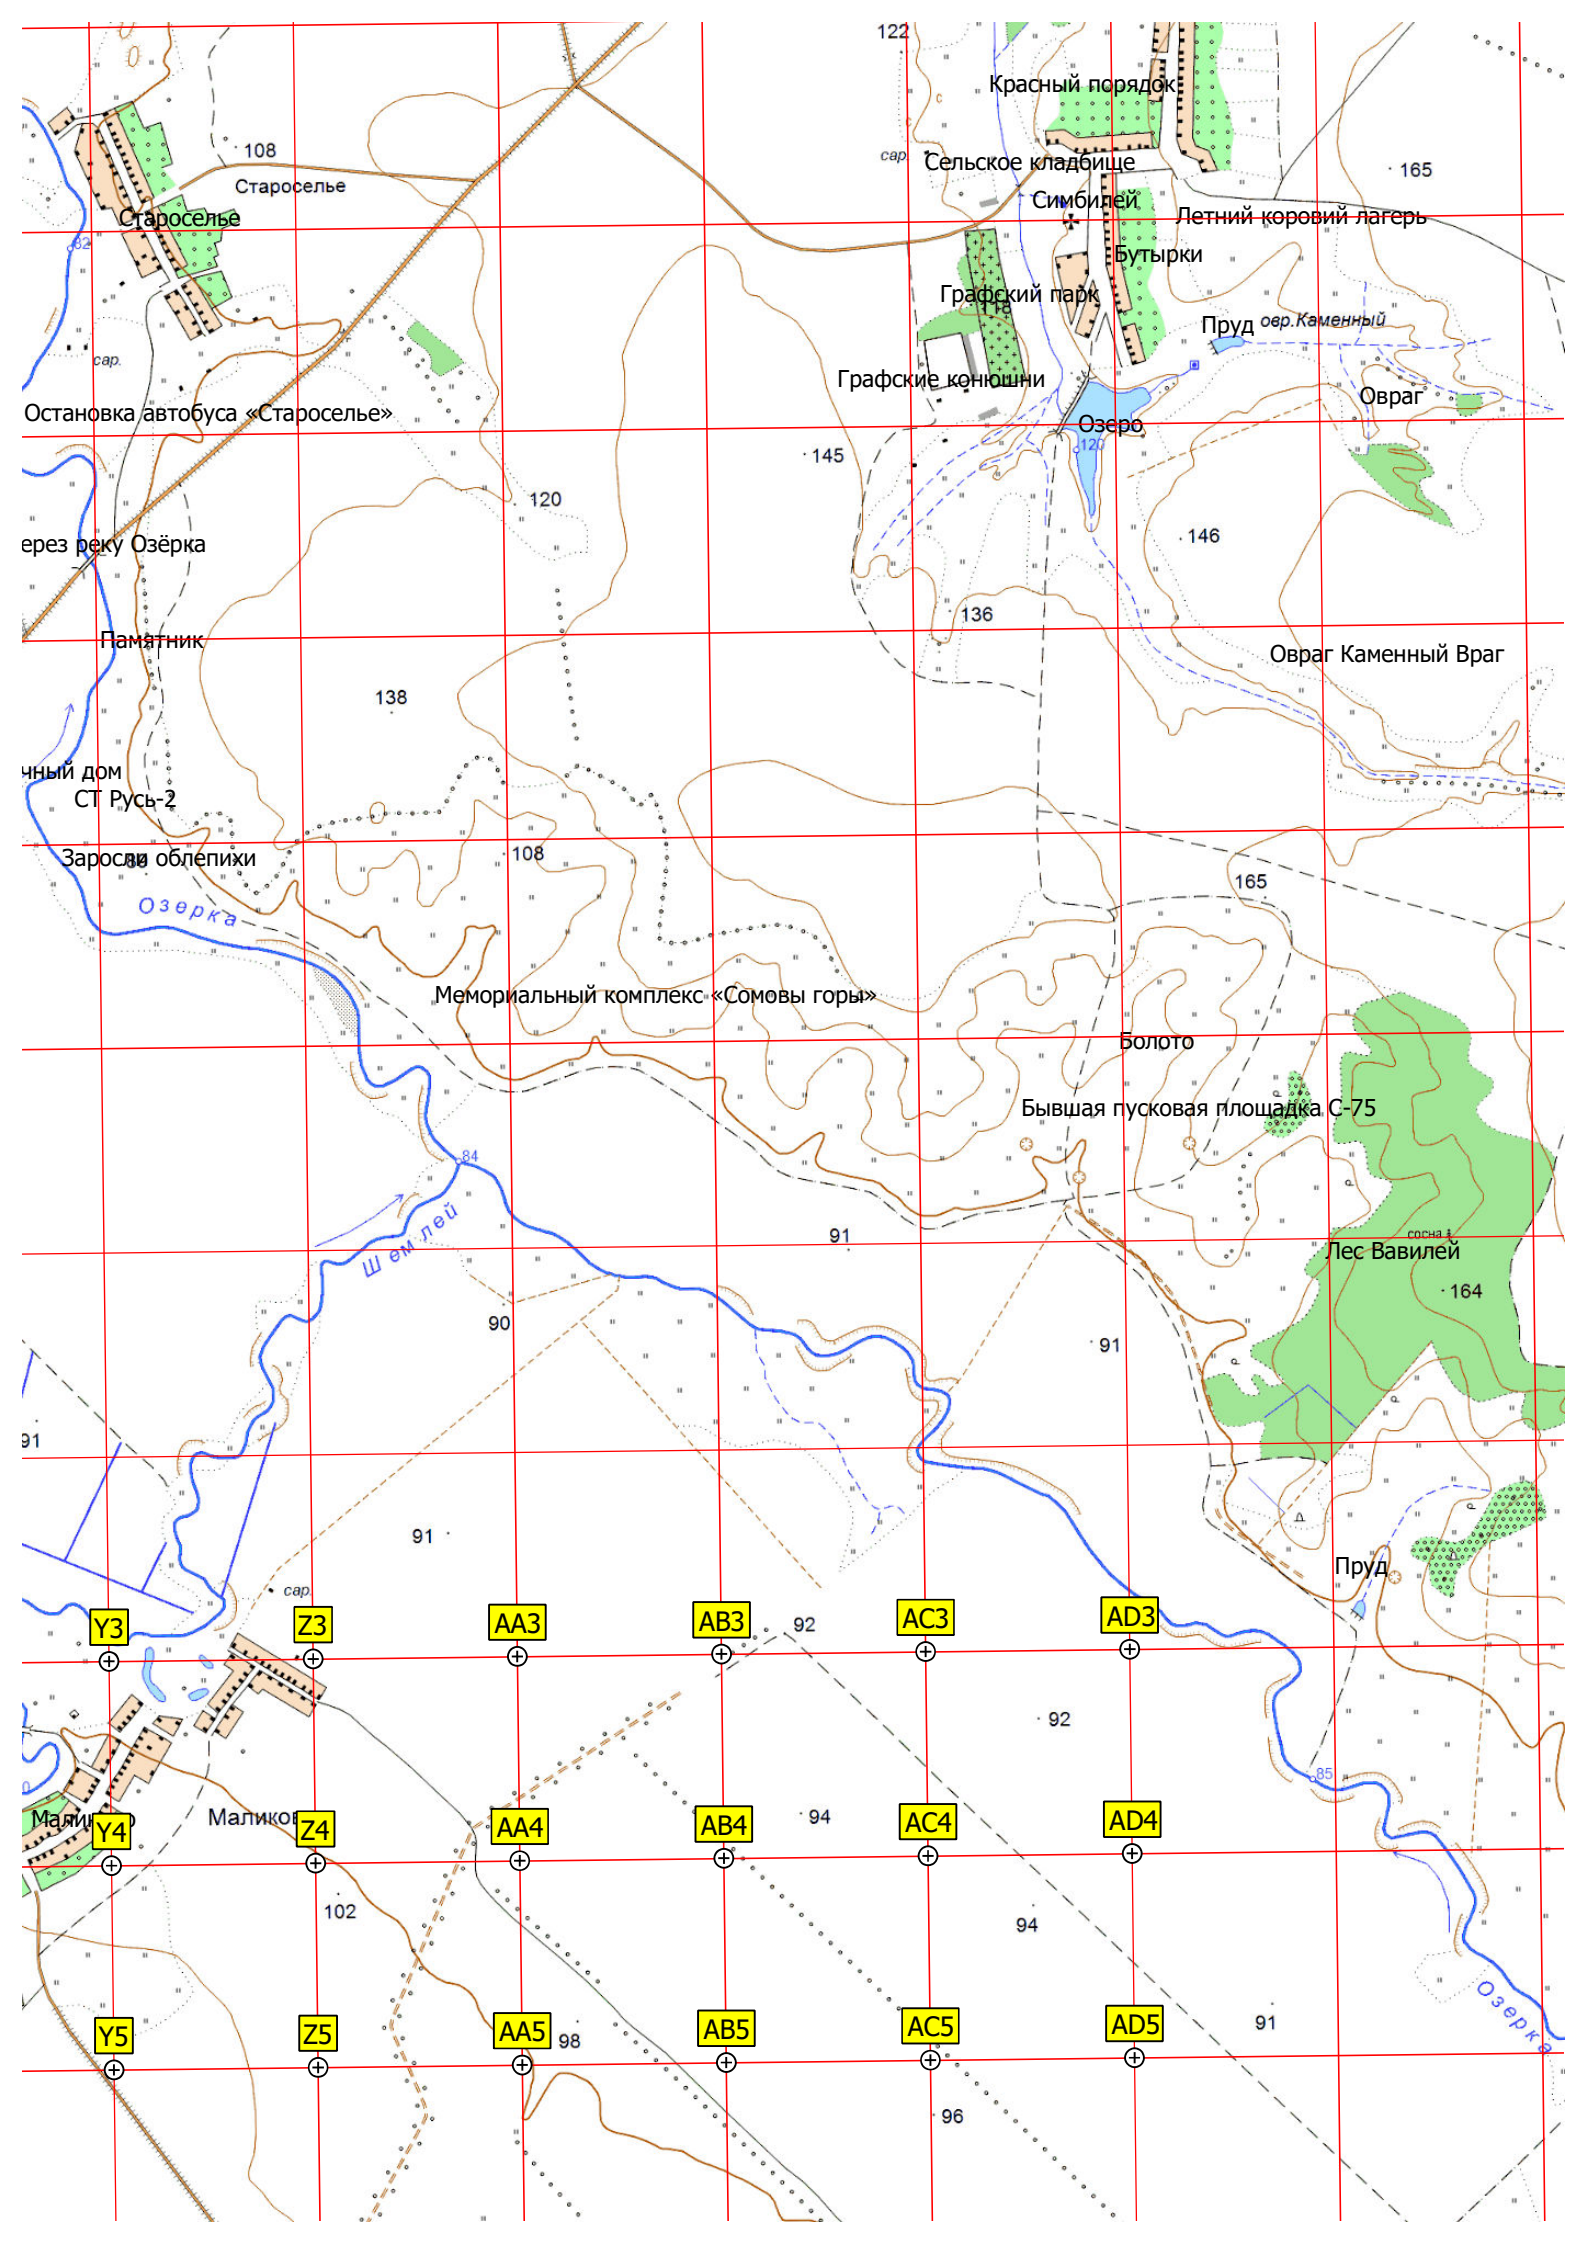 122
Красный порядок
108
сар.
Сельское кладбище
165
Староселье
Симбилей
Староселье
Летний коровий лагерь
82
Бутырки
Графский парк
118
Пруд
овр.Каменный
сар.
Графские конюшни
Овраг
Остановка автобуса «Староселье»
Озеро
120
145
120
146
ерез реку Озёрка
136
Памятник
Овраг Каменный Враг
138
чный дом
СТ Русь-2
Заросли облепихи
108
165
Озерка
Мемориальный комплекс «Сомовы горы»
Болото
Бывшая пусковая площадка С-75
84
Шемлей
91
сосна
Лес Вавилей
164
90
91
91
91
Пруд
сар.
Y3
Z3
AA3
AB3
92
AC3
AD3
92
85
Маликово
Маликов
Y4
Z4
AA4
AB4
94
AC4
AD4
102
94
Озерка
Y5
Z5
AA5
98
AB5
AC5
AD5
91
96